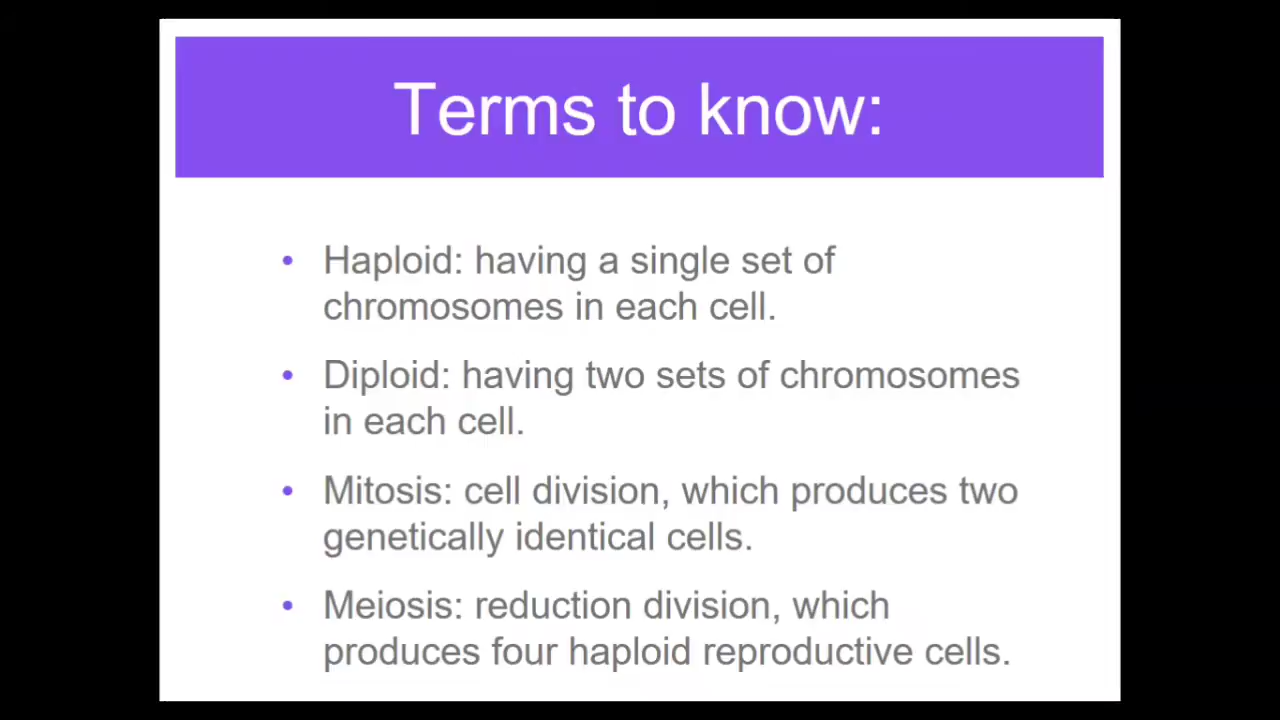 Terms to know:
• Haploid: having a single set of
chromosomes in each cell.
• Diploid: having two sets of chromosomes
in each cell.
• Mitosis: cell division, which produces two
genetically identical cells.
• Meiosis: reduction division, which
produces four haploid reproductive cells.